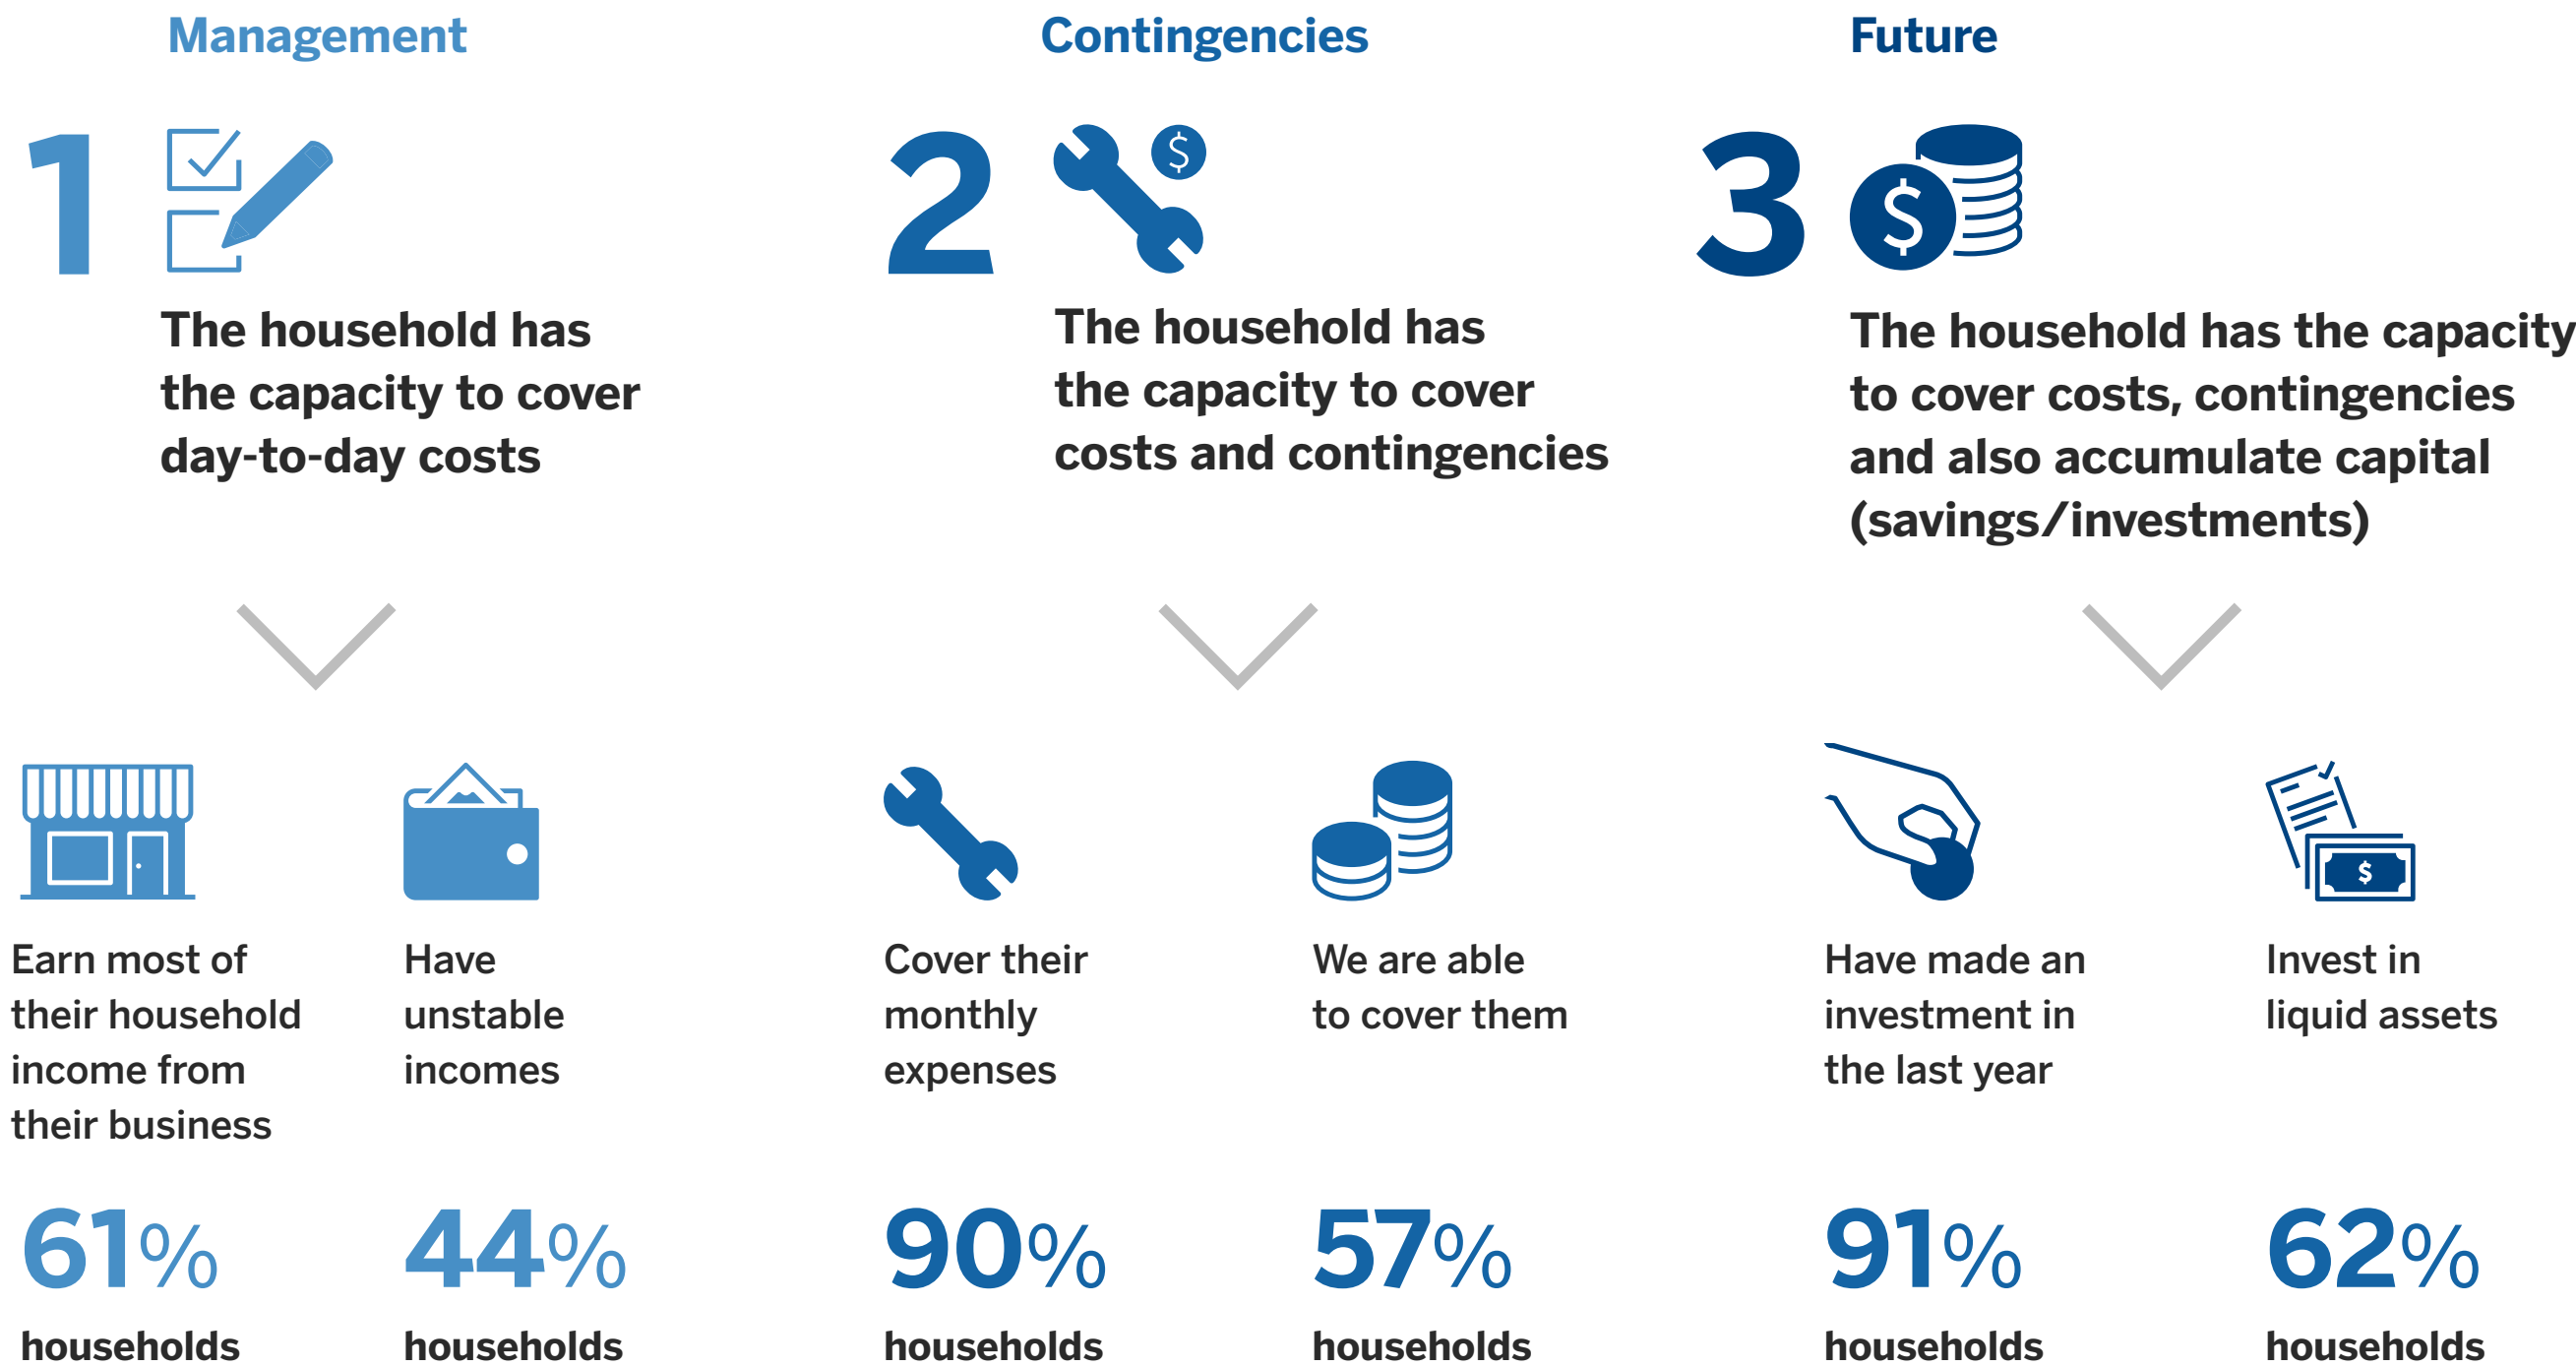 Management
1
The household has
the capacity to cover
day-to-day costs
Earn most of
their household
income from
their business
61%
households
Have
unstable
incomes
44%
households
Contingencies
2
$
The household has
the capacity to cover
costs and contingencies
Cover their
monthly
expenses
90%
households
We are able
to cover them
57%
households
Future
3
$
The household has the capacity
to cover costs, contingencies
and also accumulate capital
(savings/investments)
Have made an
investment in
the last year
91%
households
$
Invest in
liquid assets
62%
households